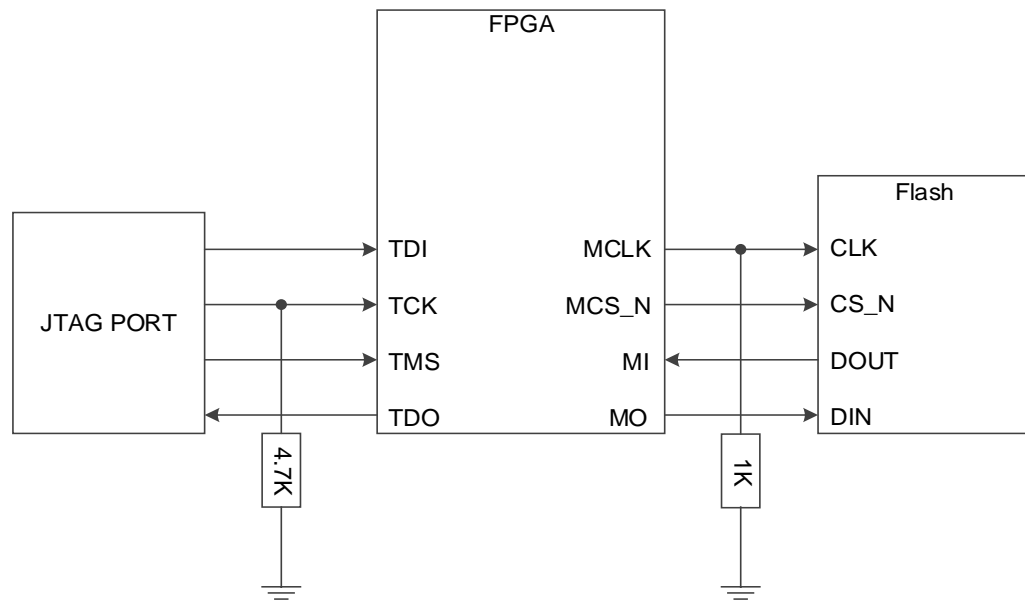 FPGA
Flash
JTAG PORT
TDI
TCK
TMS
TDO
MCLK
MCS_N
MI
MO
CLK
CS_N
DOUT
DIN
4.7K
1K